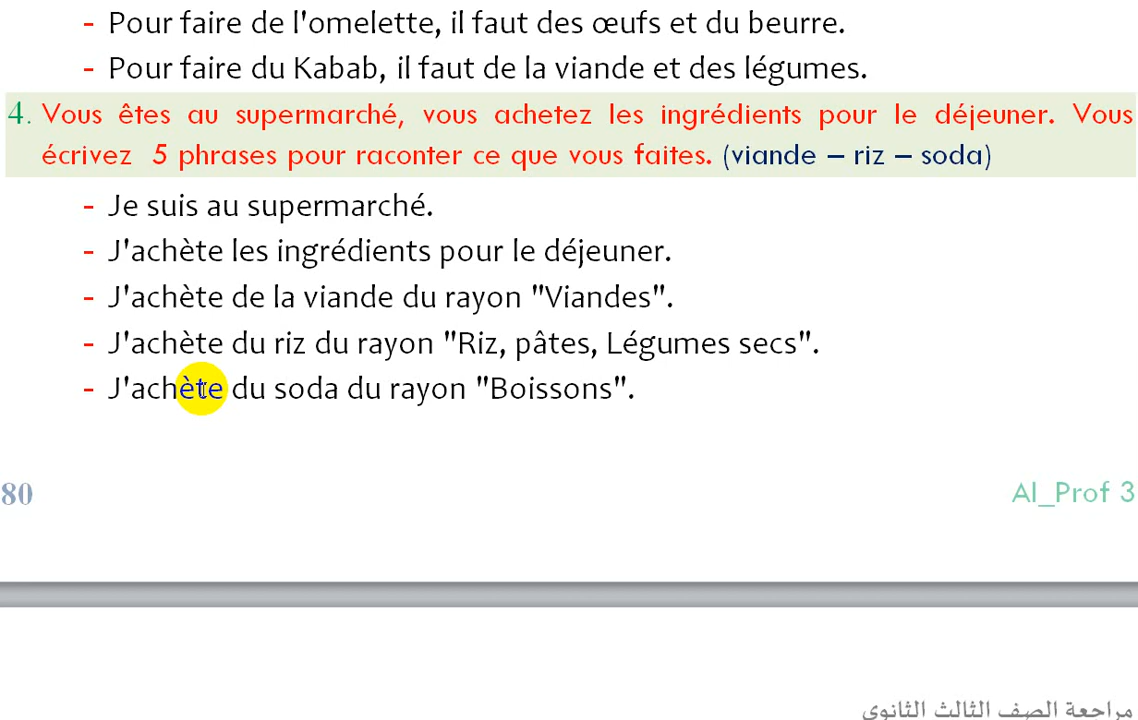 - Pour faire de l'omelette, il faut des œufs et du beurre.
- Pour faire du Kabab, il faut de la viande et des légumes.
4. Vous êtes au supermarché, vous achetez les ingrédients pour le déjeuner. Vous
écrivez 5 phrases pour raconter ce que vous faites. (viande – riz – soda)
- Je suis au supermarché.
- J'achète les ingrédients pour le déjeuner.
- J'achète de la viande du rayon "Viandes".
- J'achète du riz du rayon "Riz, pâtes, Légumes secs".
- J'achète du soda du rayon "Boissons".
80
Al_Prof 3
مراجعة الصف الثالث الثانوي